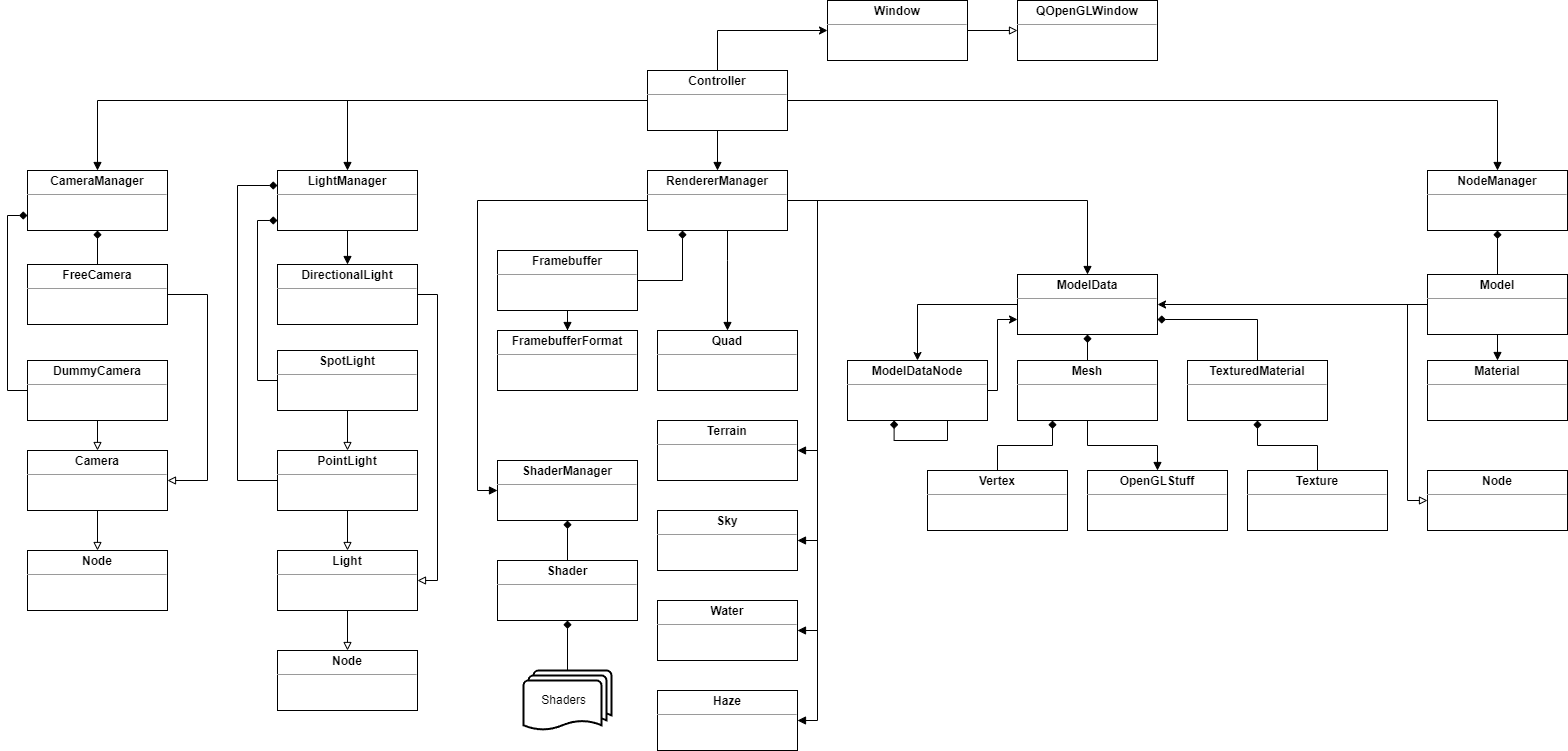 Window
QOpenGLWindow
Controller
CameraManager
LightManager
RendererManager
NodeManager
Framebuffer
FreeCamera
DirectionalLight
ModelData
Model
FramebufferFormat
Quad
SpotLight
DummyCamera
ModelDataNode
Mesh
TexturedMaterial
Material
Terrain
Camera
PointLight
ShaderManager
Vertex
OpenGLStuff
Texture
Node
Sky
Node
Light
Shader
Water
Node
Shaders
Haze